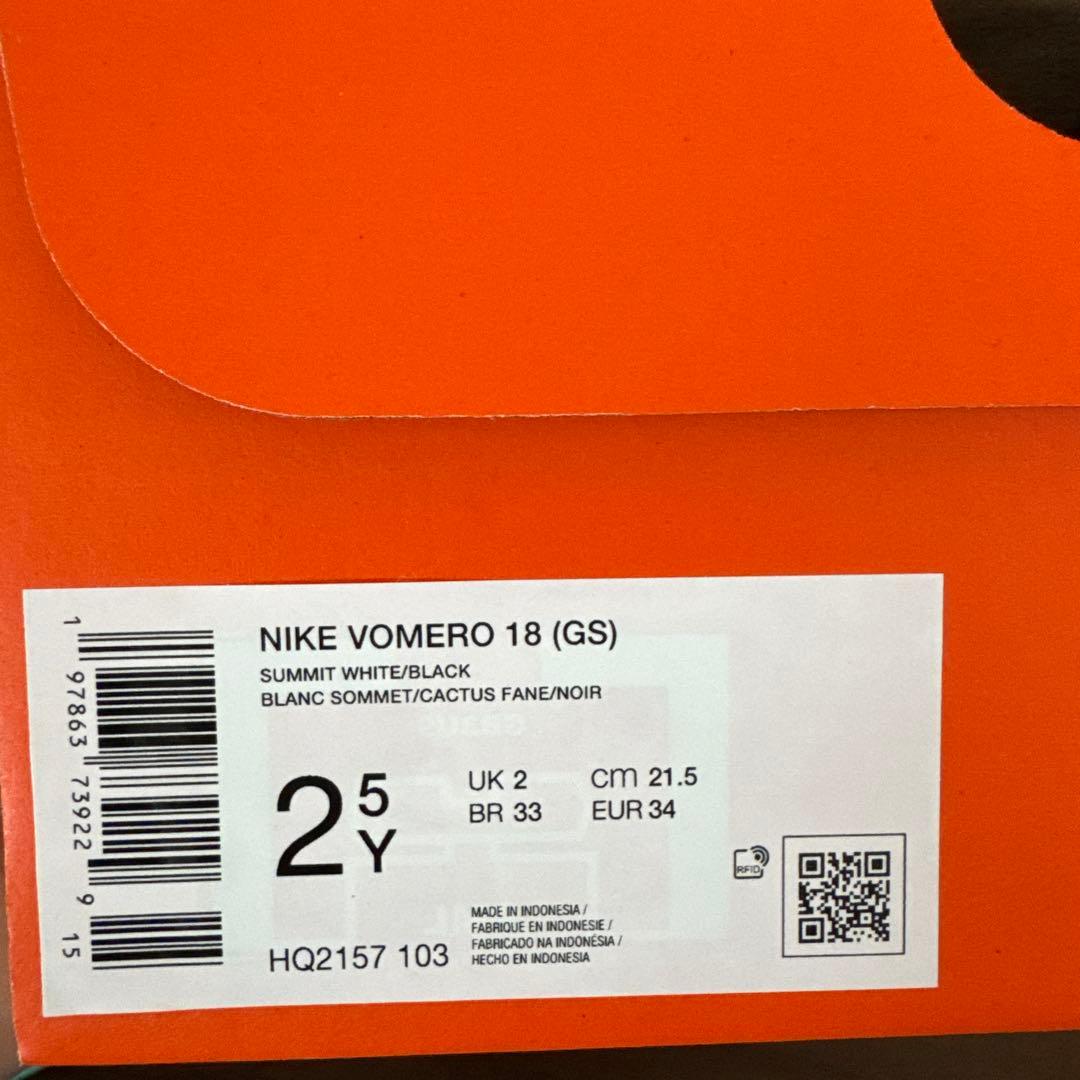 NIKE VOMERO 18 (GS)
SUMMIT WHITE/BLACK
BLANC SOMMET/CACTUS FANE/NOIR
2 5 Y
UK 2 cm 21.5
BR 33 EUR 34
HQ2157 103
MADE IN INDONESIA /
FABRIQUE EN INDONESIE /
FABRICADO NA INDONÉSIA /
HECHO EN INDONESIA
RFID
1 97863 73922 9 15